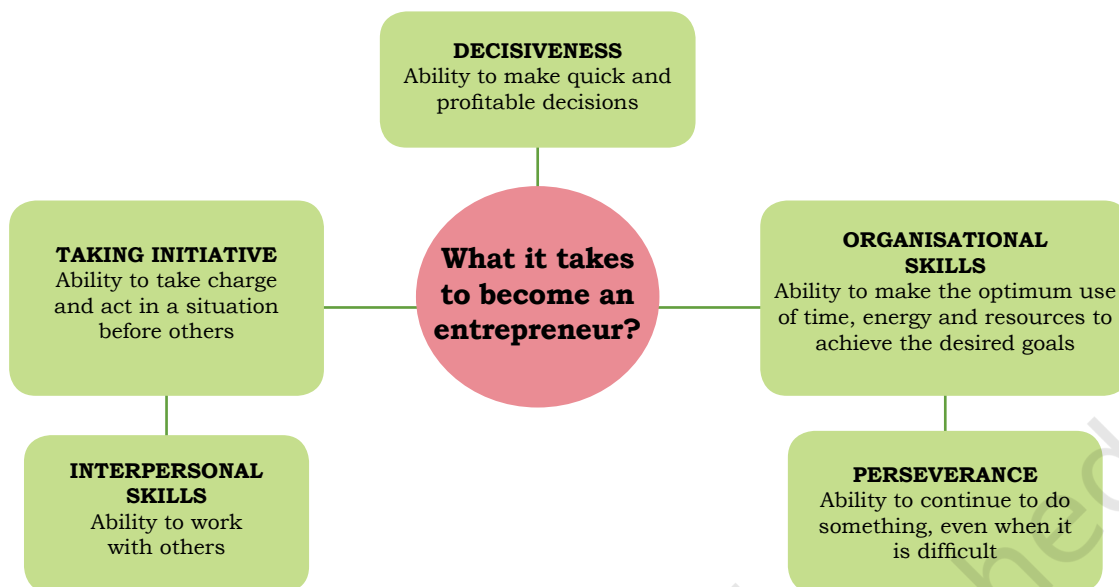 DECISIVENESS
Ability to make quick and
profitable decisions
TAKING INITIATIVE
Ability to take charge
and act in a situation
before others
What it takes
to become an
entrepreneur?
ORGANISATIONAL
SKILLS
Ability to make the optimum use
of time, energy and resources to
achieve the desired goals
INTERPERSONAL
SKILLS
Ability to work
with others
PERSEVERANCE
Ability to continue to do
something, even when it
is difficult